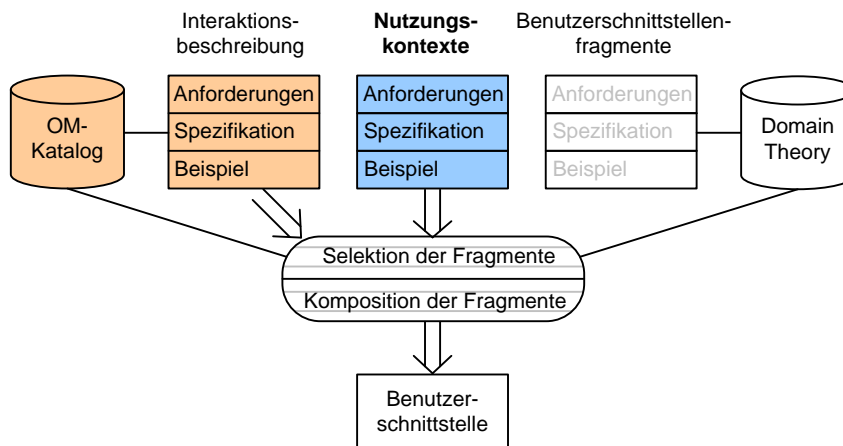 Interaktions-
beschreibung
Nutzungs-
kontexte
Benutzerschnittstellen-
fragmente
OM-
Katalog
Anforderungen
Spezifikation
Beispiel
Anforderungen
Spezifikation
Beispiel
Anforderungen
Spezifikation
Beispiel
Domain
Theory
Selektion der Fragmente
Komposition der Fragmente
Benutzer-
schnittstelle